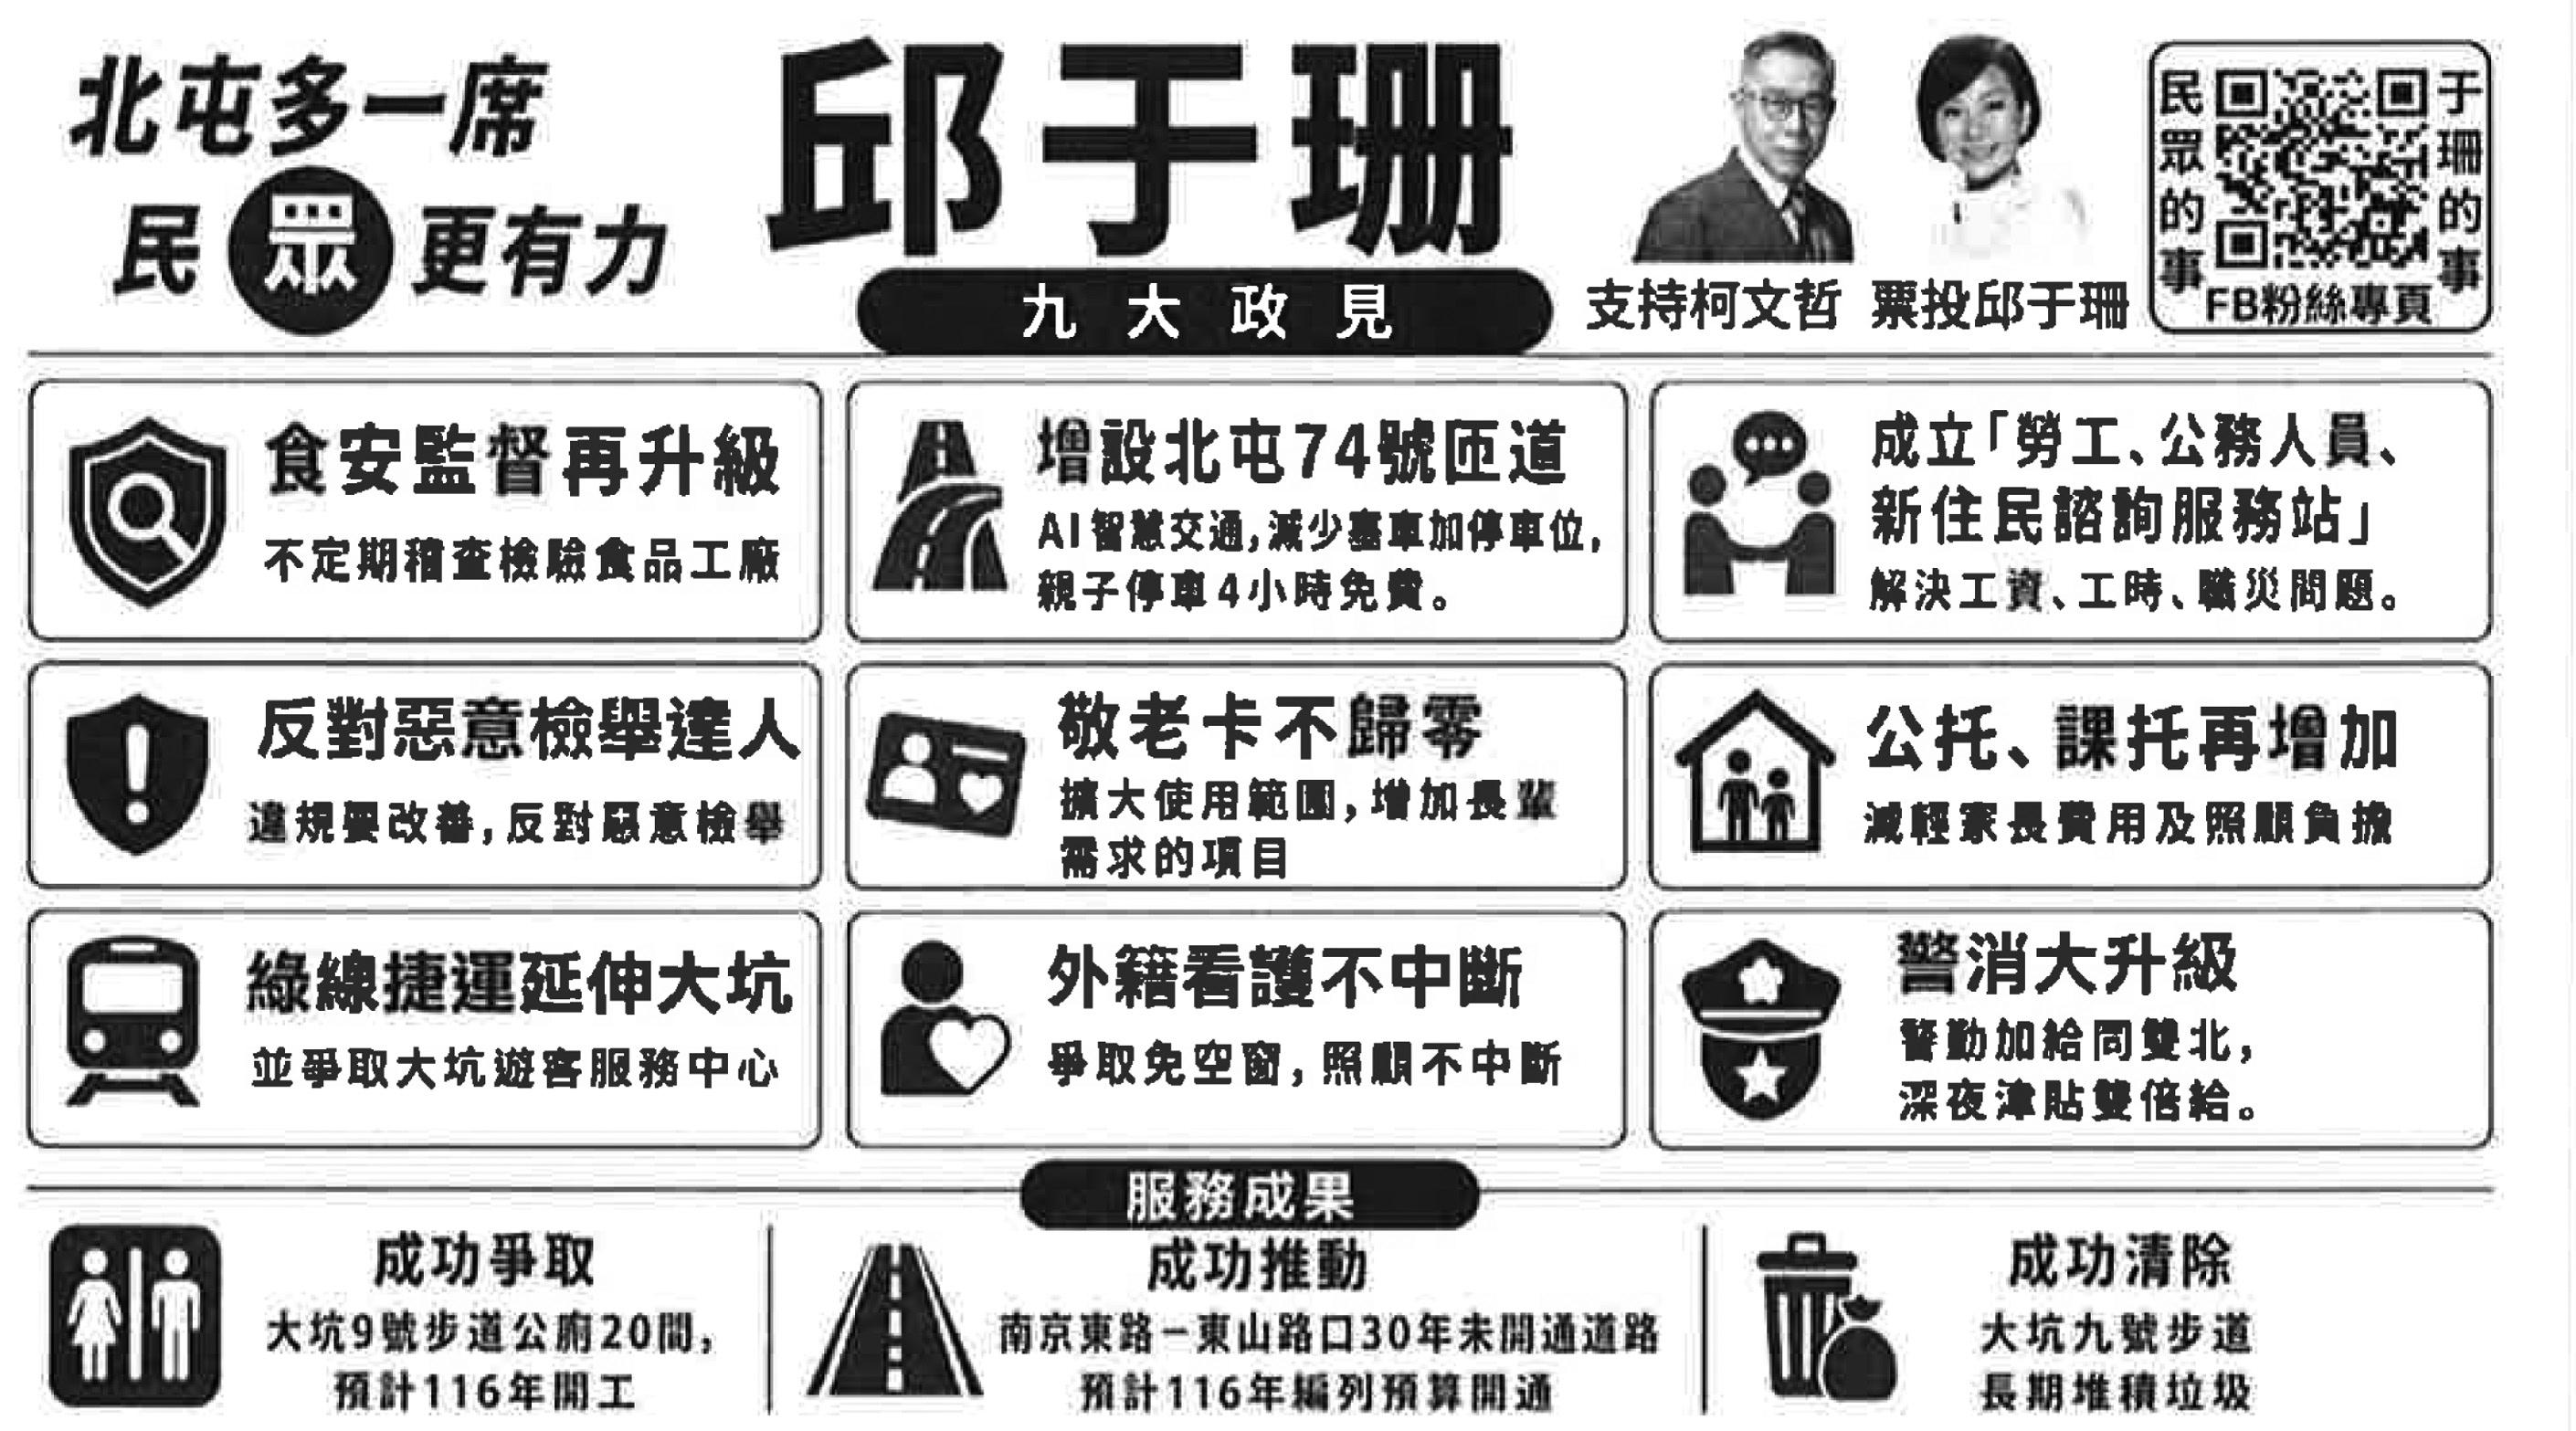 北屯多一席
民眾更有力
邱于珊
九大政見
支持柯文哲 票投邱于珊
民眾的事
于珊的事
FB粉絲專頁
食安監督再升級
不定期稽查檢驗食品工廠
增設北屯74號匝道
AI智慧交通,減少塞車加停車位,
親子停車4小時免費。
成立「勞工、公務人員、
新住民諮詢服務站」
解決工資、工時、職災問題。
反對惡意檢舉達人
違規要改善,反對惡意檢舉
敬老卡不歸零
擴大使用範圍,增加長輩
需求的項目
公托、課托再增加
減輕家長費用及照顧負擔
綠線捷運延伸大坑
並爭取大坑遊客服務中心
外籍看護不中斷
爭取免空窗,照顧不中斷
警消大升級
警勤加給同雙北,
深夜津貼雙倍給。
服務成果
成功爭取
大坑9號步道公廁20間,
預計116年開工
成功推動
南京東路－東山路口30年未開通道路
預計116年編列預算開通
成功清除
大坑九號步道
長期堆積垃圾